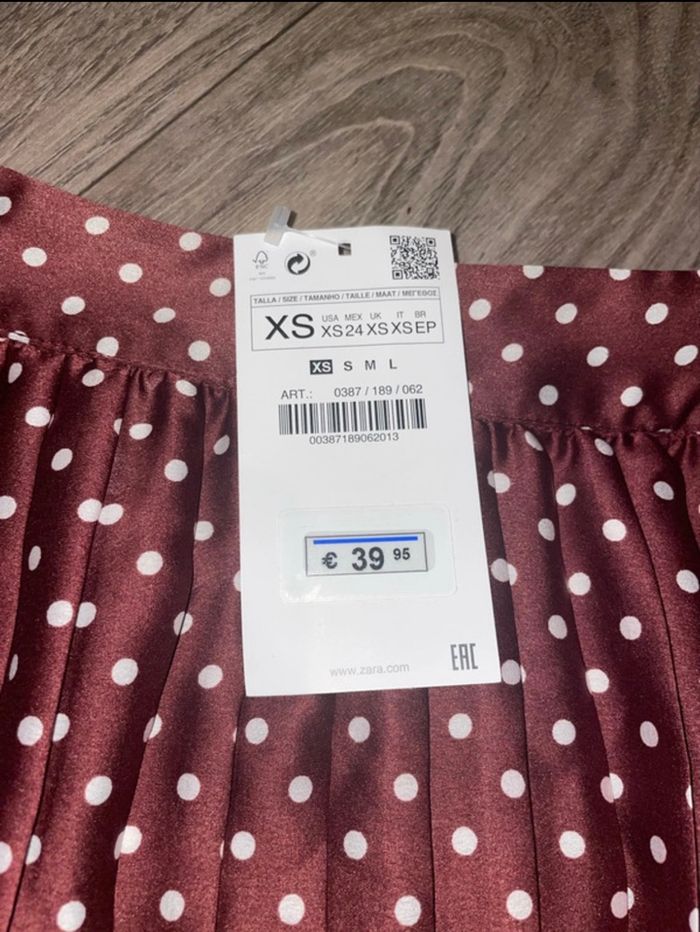 FSC
®
TALLA / SIZE / TAMANHO / TAILLE / MAAT / ΜΕΓΕΘΟΣ
XS
USA MEX UK IT BR
XS 24 XS XS EP
XS S M L
ART.: 0387 / 189 / 062
00387189062013
€ 39 95
www.zara.com
EAC